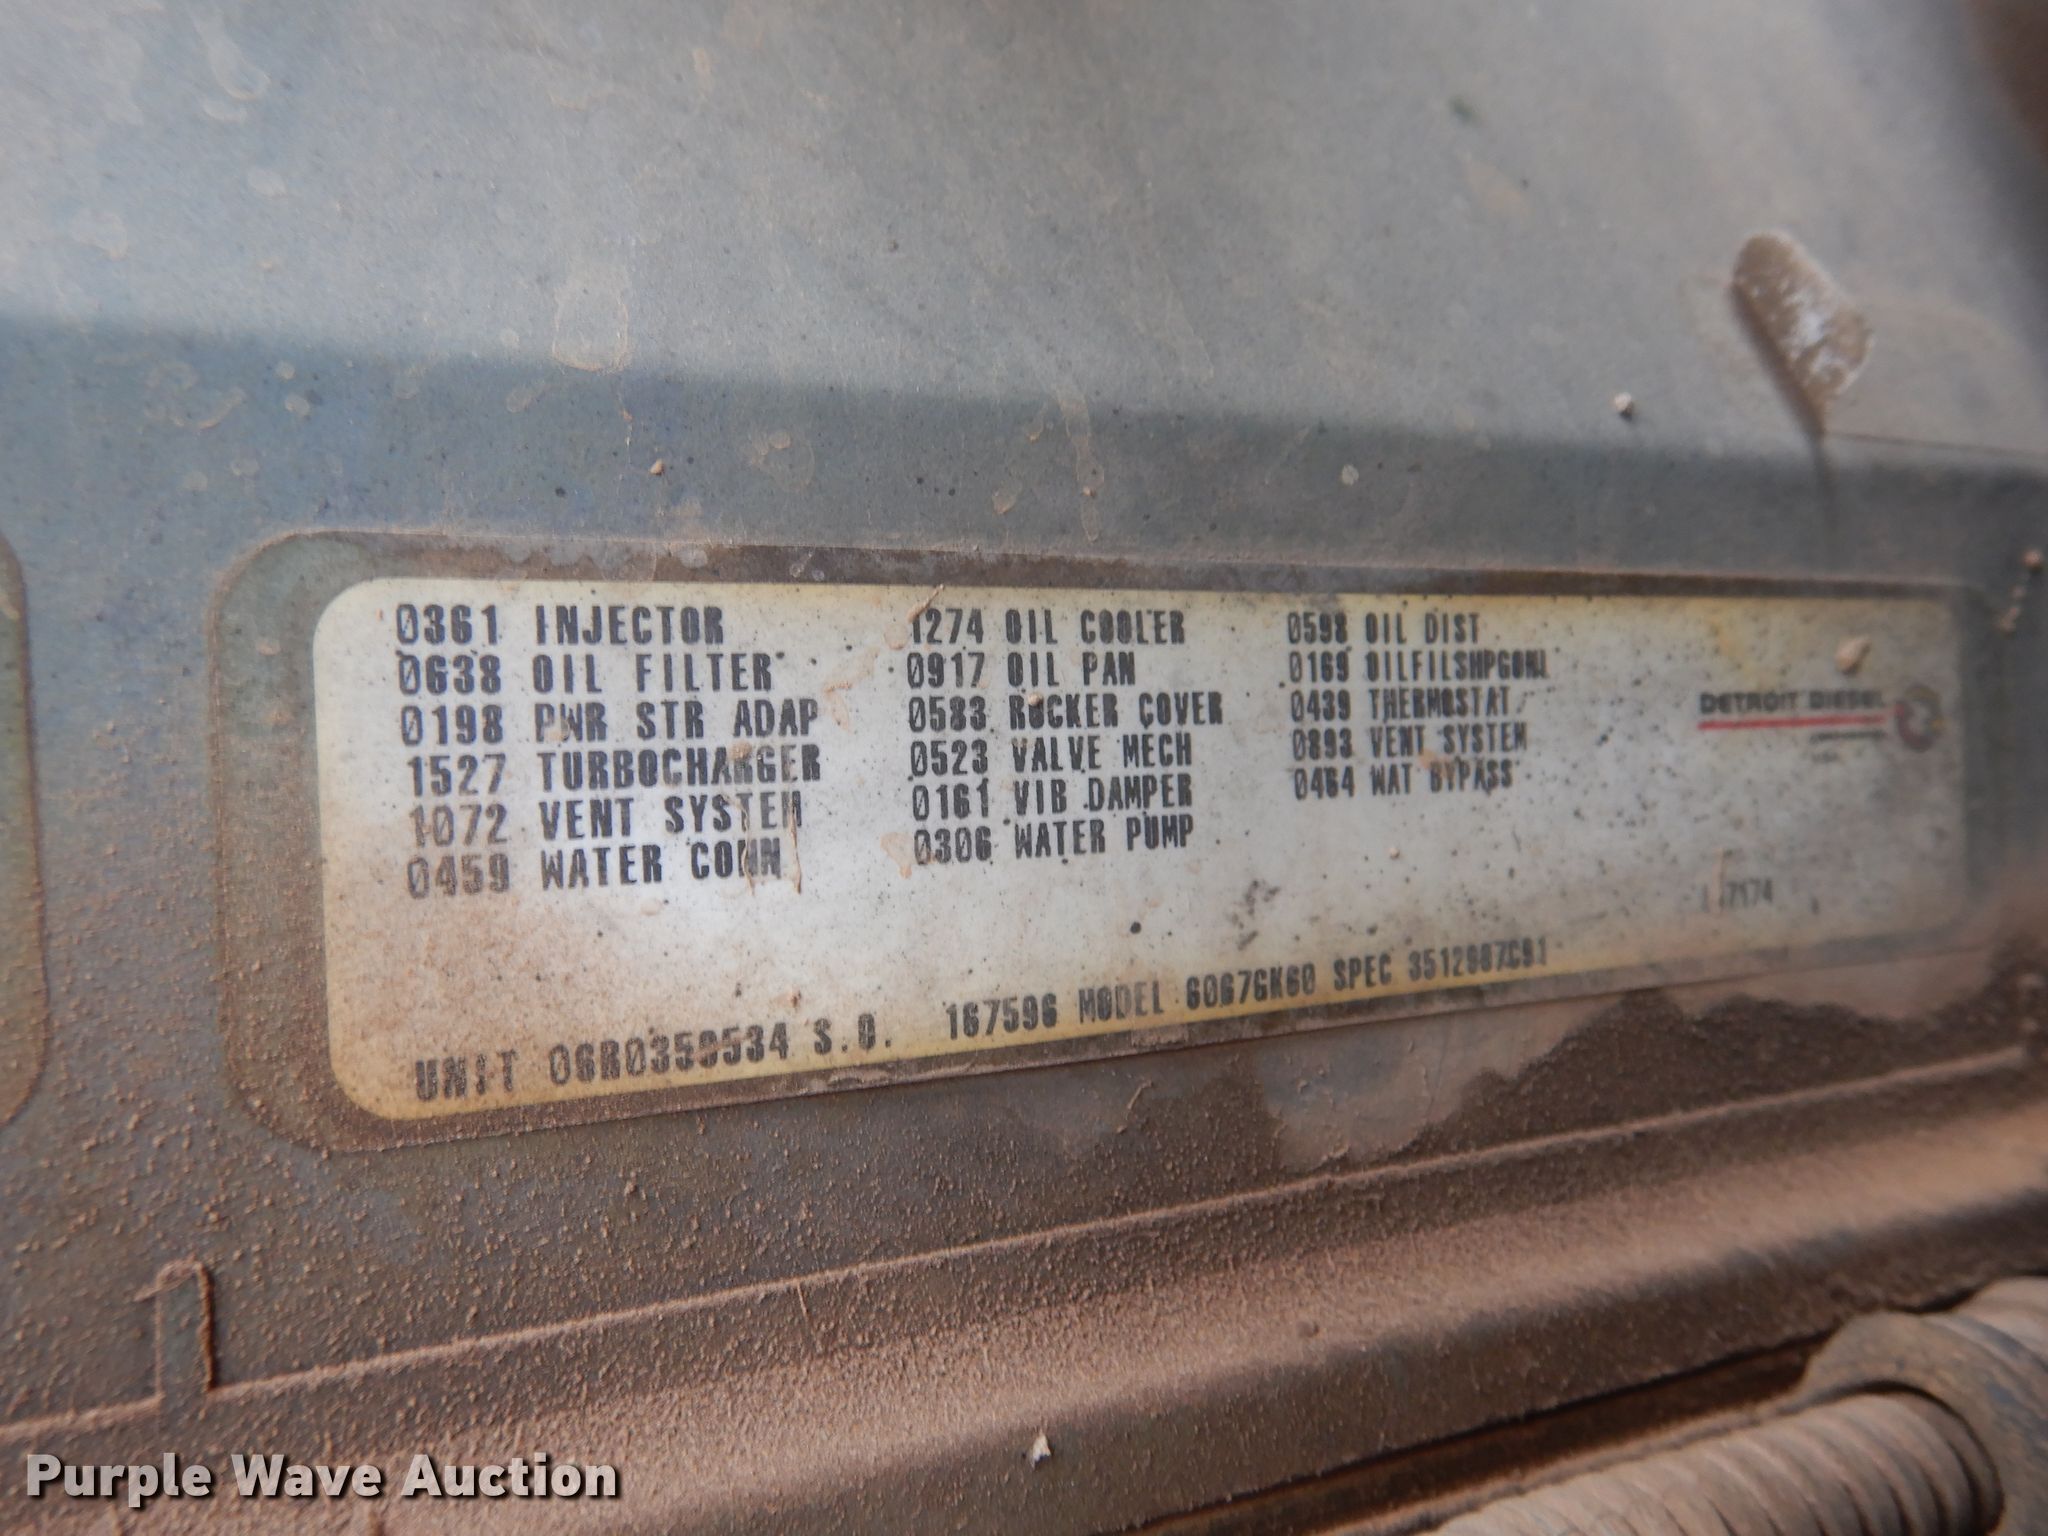 0361 INJECTOR
0638 OIL FILTER
0198 PWR STR ADAP
1527 TURBOCHARGER
1072 VENT SYSTEM
0459 WATER CONN
1274 OIL COOLER
0917 OIL PAN
0583 ROCKER COVER
0523 VALVE MECH
0161 VIB DAMPER
0306 WATER PUMP
0598 OIL DIST
0169 OILFILSHPGONL
0439 THERMOSTAT
0893 VENT SYSTEM
0464 WAT BYPASS
DETROIT DIESEL
UNIT 06R0359534 S.O. 167596 MODEL 6067GK60 SPEC 3512987C91
Purple Wave Auction